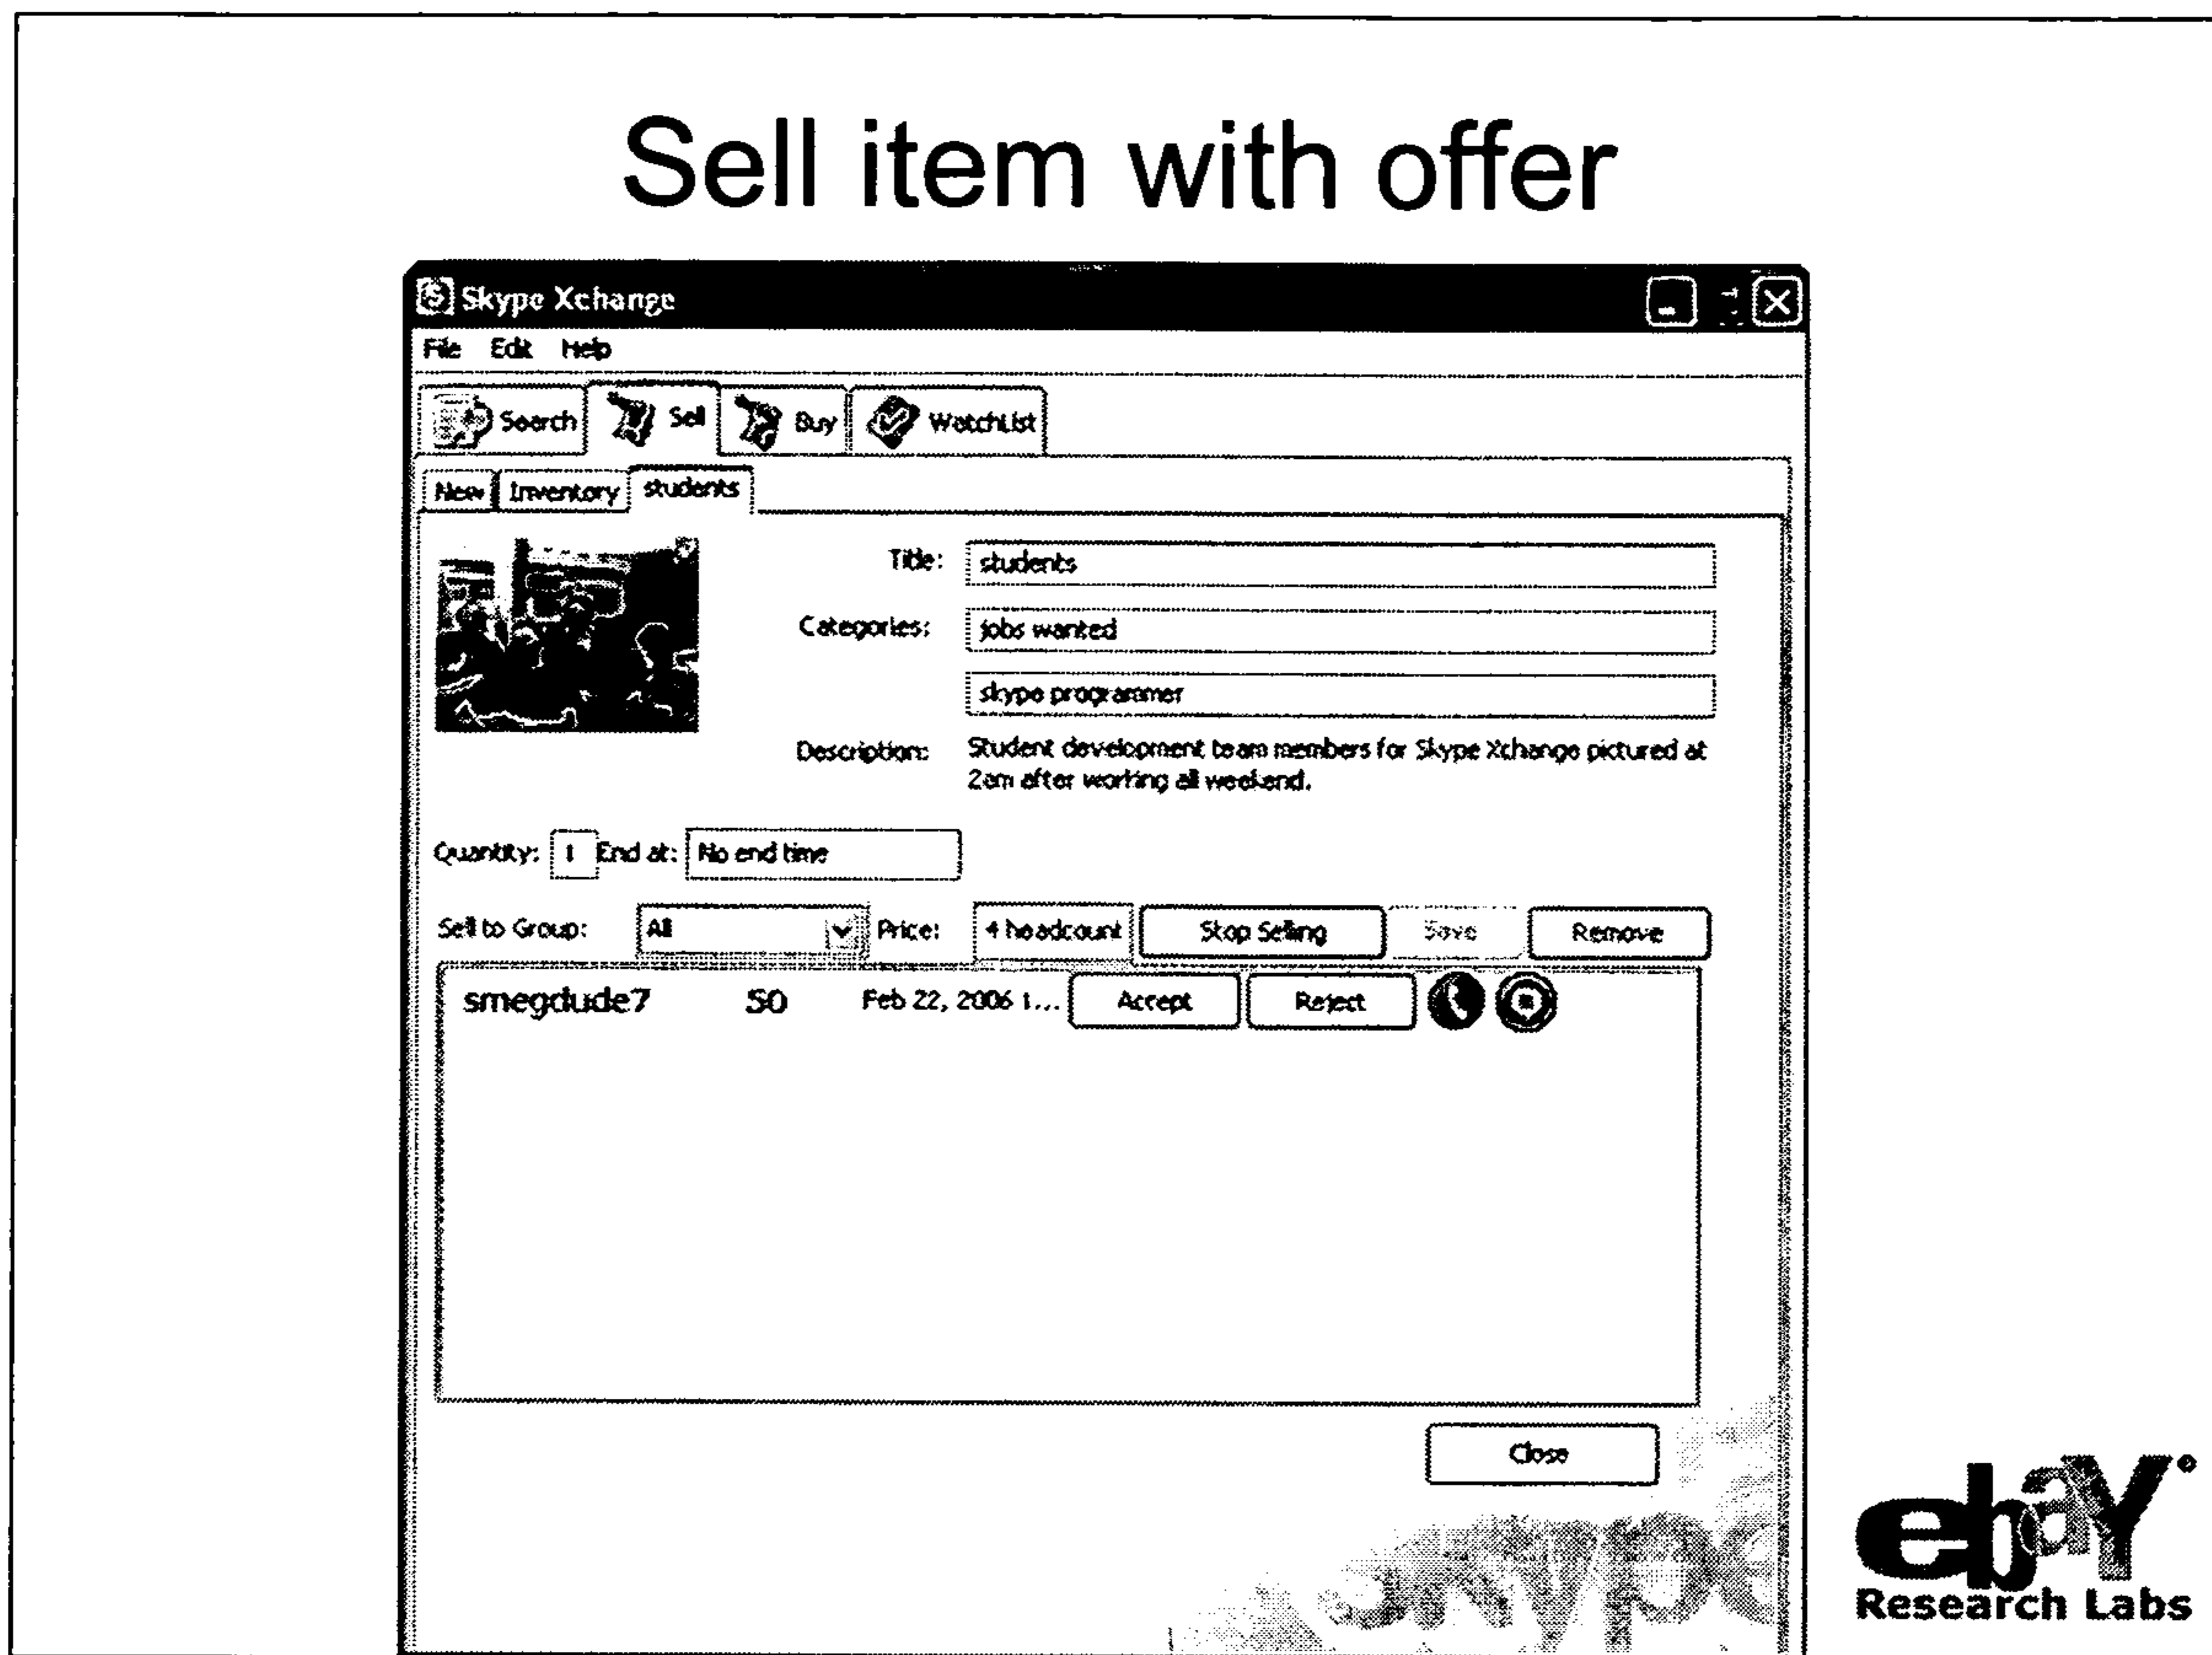 Sell item with offer
Skype Xchange
File Edit Help
Search Sell Buy WatchList
New Inventory students
Title: students
Categories: jobs wanted
skype programmer
Description: Student development team members for Skype Xchange pictured at
2am after working all weekend.
Quantity: 1 End at: No end time
Sell to Group: All Price: 4 headcount Stop Selling Save Remove
smegdude7 50 Feb 22, 2006 1... Accept Reject
Close
skype
ebaY®
Research Labs